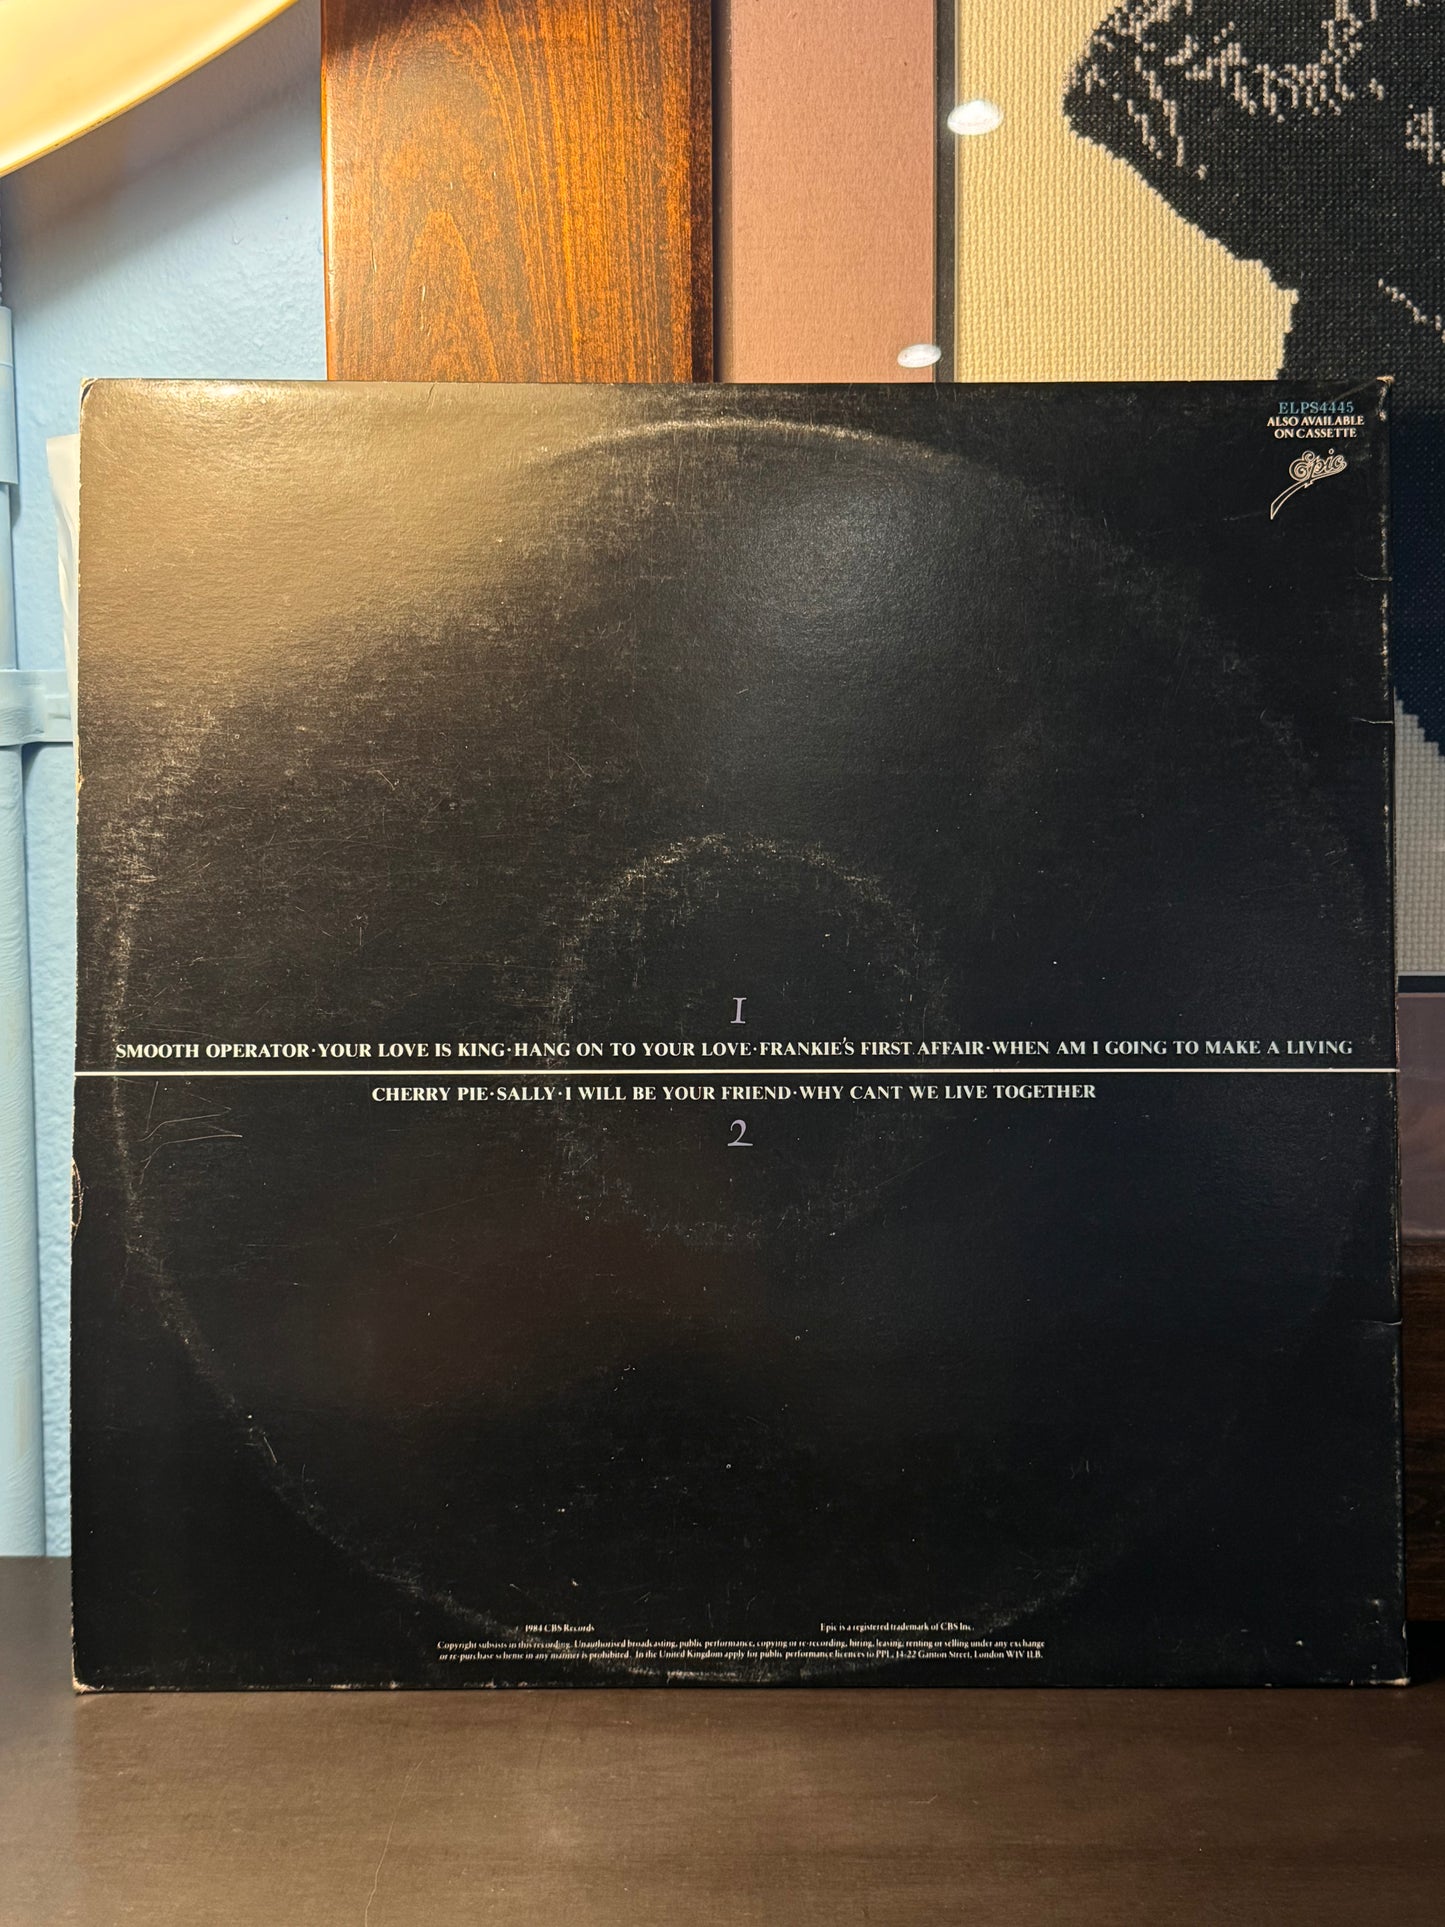 ELPS4445
ALSO AVAILABLE
ON CASSETTE
Epic
1
SMOOTH OPERATOR·YOUR LOVE IS KING·HANG ON TO YOUR LOVE·FRANKIE'S FIRST AFFAIR·WHEN AM I GOING TO MAKE A LIVING
CHERRY PIE·SALLY·I WILL BE YOUR FRIEND·WHY CANT WE LIVE TOGETHER
2
1984 CBS Records
Epic is a registered trademark of CBS Inc.
Copyright subsists in this recording. Unauthorised broadcasting, public performance, copying or re-recording, hiring, leasing, renting or selling under any exchange
or re-purchase scheme in any manner is prohibited. In the United Kingdom apply for public performance licences to PPL, 14-22 Ganton Street, London W1V 1LB.